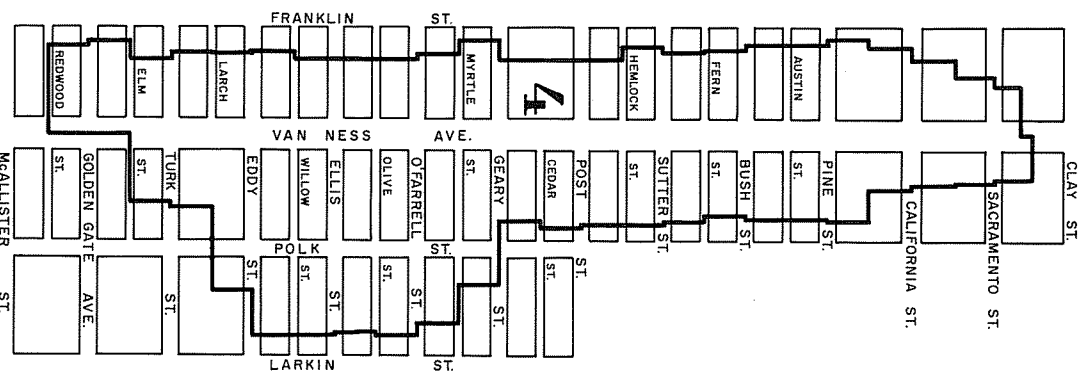 FRANKLIN ST.
REDWOOD
ELM
LARCH
MYRTLE
HEMLOCK
FERN
AUSTIN
VAN NESS AVE.
McALLISTER ST.
ST.
GOLDEN GATE AVE.
ST.
TURK ST.
EDDY ST.
WILLOW ST.
ELLIS ST.
OLIVE ST.
O'FARRELL ST.
ST.
GEARY ST.
CEDAR ST.
POST ST.
ST.
SUTTER ST.
ST.
BUSH ST.
ST.
PINE ST.
CALIFORNIA ST.
SACRAMENTO ST.
CLAY ST.
POLK ST.
LARKIN ST.